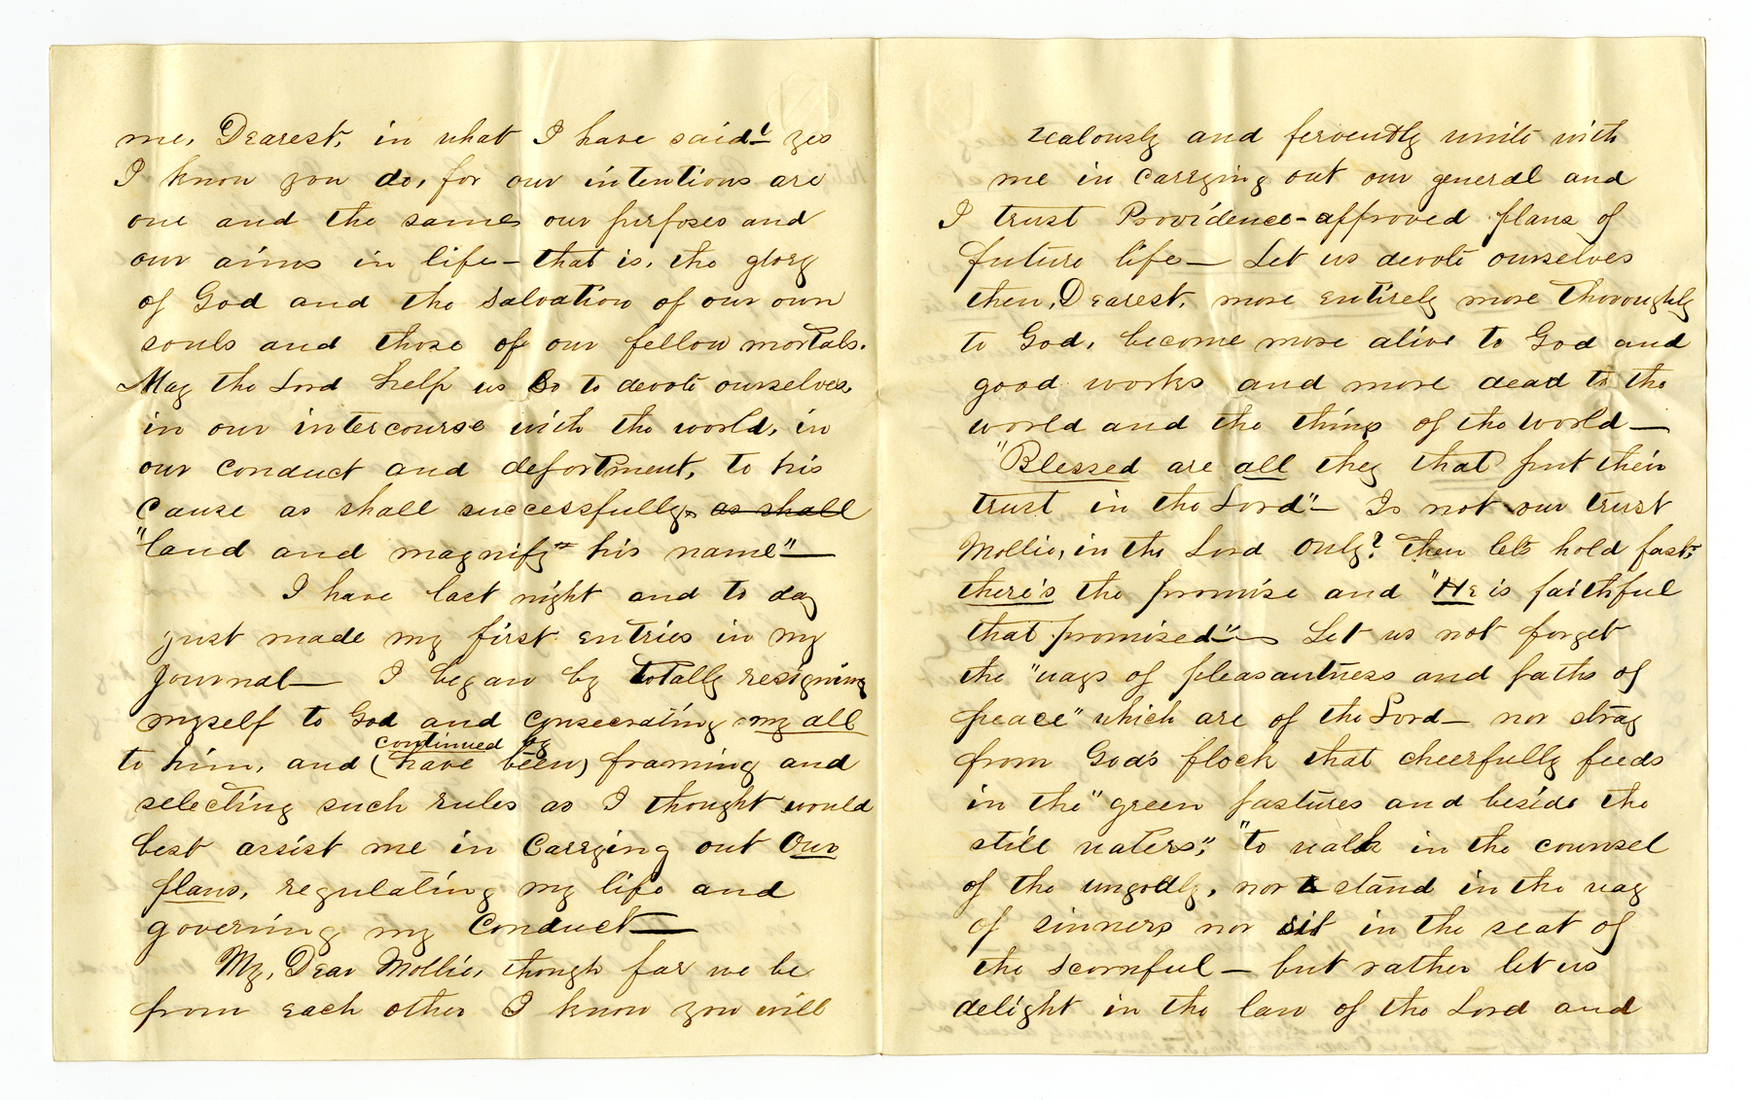 me, Dearest, in what I have said! yes
I know you do, for our intentions are
one and the same our purposes and
our aims in life – that is, the glory
of God and the salvation of our own
souls and those of our fellow mortals.
May the Lord help us so to devote ourselves,
in our intercourse with the world, in
our conduct and deportment, to his
cause as shall successfully, as shall
"laud and magnify" his name" —
I have last night and to day
just made my first entries in my
Journal — I began by totally resigning
myself to God and consecrating my all
continued by
to him, and (have been) framing and
selecting such rules as I thought would
best assist me in Carrying out Our
plans, regulating my life and
governing my Conduct —
My, Dear Mollie, though far we be
from each other I know you will
zealously and fervently unite with
me in Carrying out our general and
I trust Providence-approved plans of
future life — Let us devote ourselves
then, Dearest, more entirely more thoroughly
to God, become more alive to God and
good works and more dead to the
world and the things of the world —
"Blessed are all they that put their
trust in the Lord" — Is not our trust
Mollie, in the Lord only? then let's hold fast;
there's the promise and "He is faithful
that promised" — Let us not forget
the "ways of pleasantness and paths of
peace" which are of the Lord — nor stray
from God's flock that cheerfully feeds
in the "green pastures and beside the
still waters;" "to walk in the counsel
of the ungodly, nor to stand in the way
of sinners nor sit in the seat of
the scornful — but rather let us
delight in the law of the Lord and